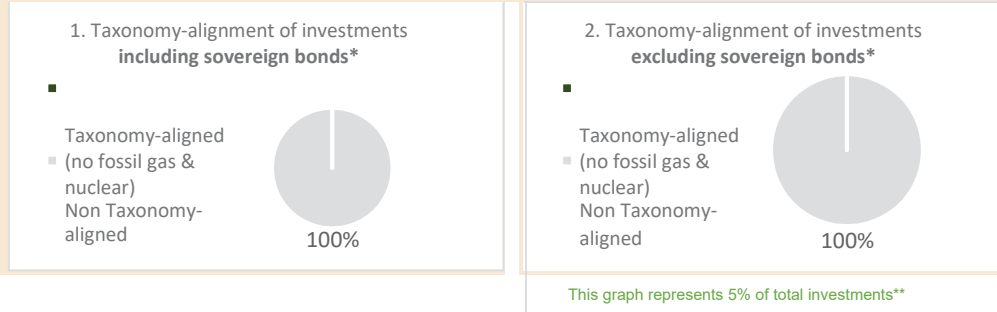 1. Taxonomy-alignment of investments
including sovereign bonds*
Taxonomy-aligned
(no fossil gas &
nuclear)
Non Taxonomy-
aligned
100%
2. Taxonomy-alignment of investments
excluding sovereign bonds*
Taxonomy-aligned
(no fossil gas &
nuclear)
Non Taxonomy-
aligned
100%
This graph represents 5% of total investments**